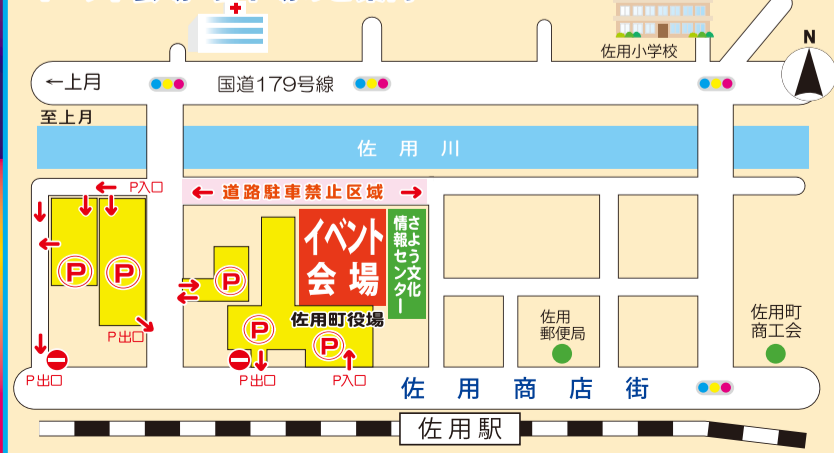 佐用小学校
N
←上月
国道179号線
至上月
佐用川
P入口
← 道路駐車禁止区域 →
イベント
会場
さよう文化
情報センター
P
P
P
佐用町役場
P
P
P出口
佐用
郵便局
佐用町
商工会
P出口
P出口
P入口
佐用商店街
佐用駅